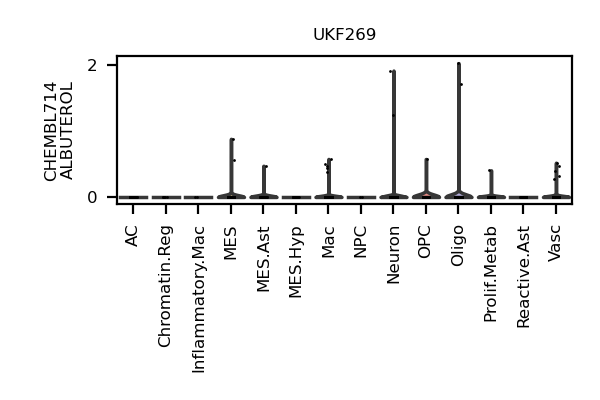 UKF269
CHEMBL714
ALBUTEROL
2
0
AC
Chromatin.Reg
Inflammatory.Mac
MES
MES.Ast
MES.Hyp
Mac
NPC
Neuron
OPC
Oligo
Prolif.Metab
Reactive.Ast
Vasc